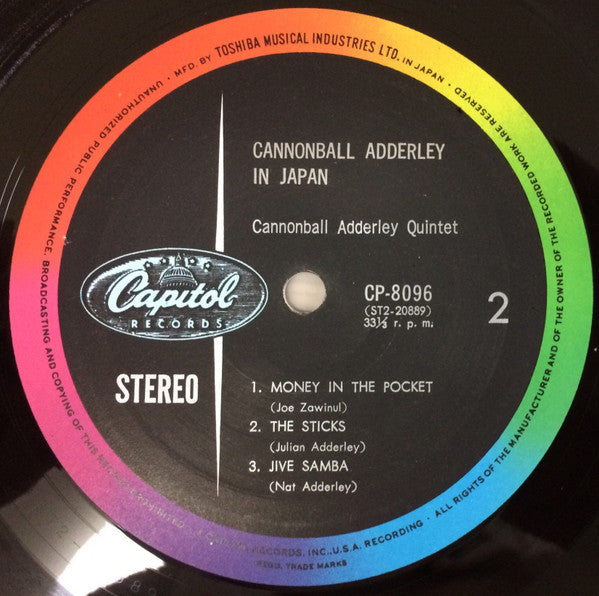 MFD. BY TOSHIBA MUSICAL INDUSTRIES LTD. IN JAPAN •
ALL RIGHTS OF THE MANUFACTURER AND OF THE OWNER OF THE RECORDED WORK ARE RESERVED
UNAUTHORIZED PUBLIC PERFORMANCE, BROADCASTING AND COPYING OF THIS
RECORDS, INC., U.S.A. RECORDING •
REG. TRADE MARKS
CANNONBALL ADDERLEY
IN JAPAN
Cannonball Adderley Quintet
Capitol
RECORDS
CP-8096
(ST2-20889)
33⅓ r. p. m.
2
STEREO
1. MONEY IN THE POCKET
(Joe Zawinul)
2. THE STICKS
(Julian Adderley)
3. JIVE SAMBA
(Nat Adderley)